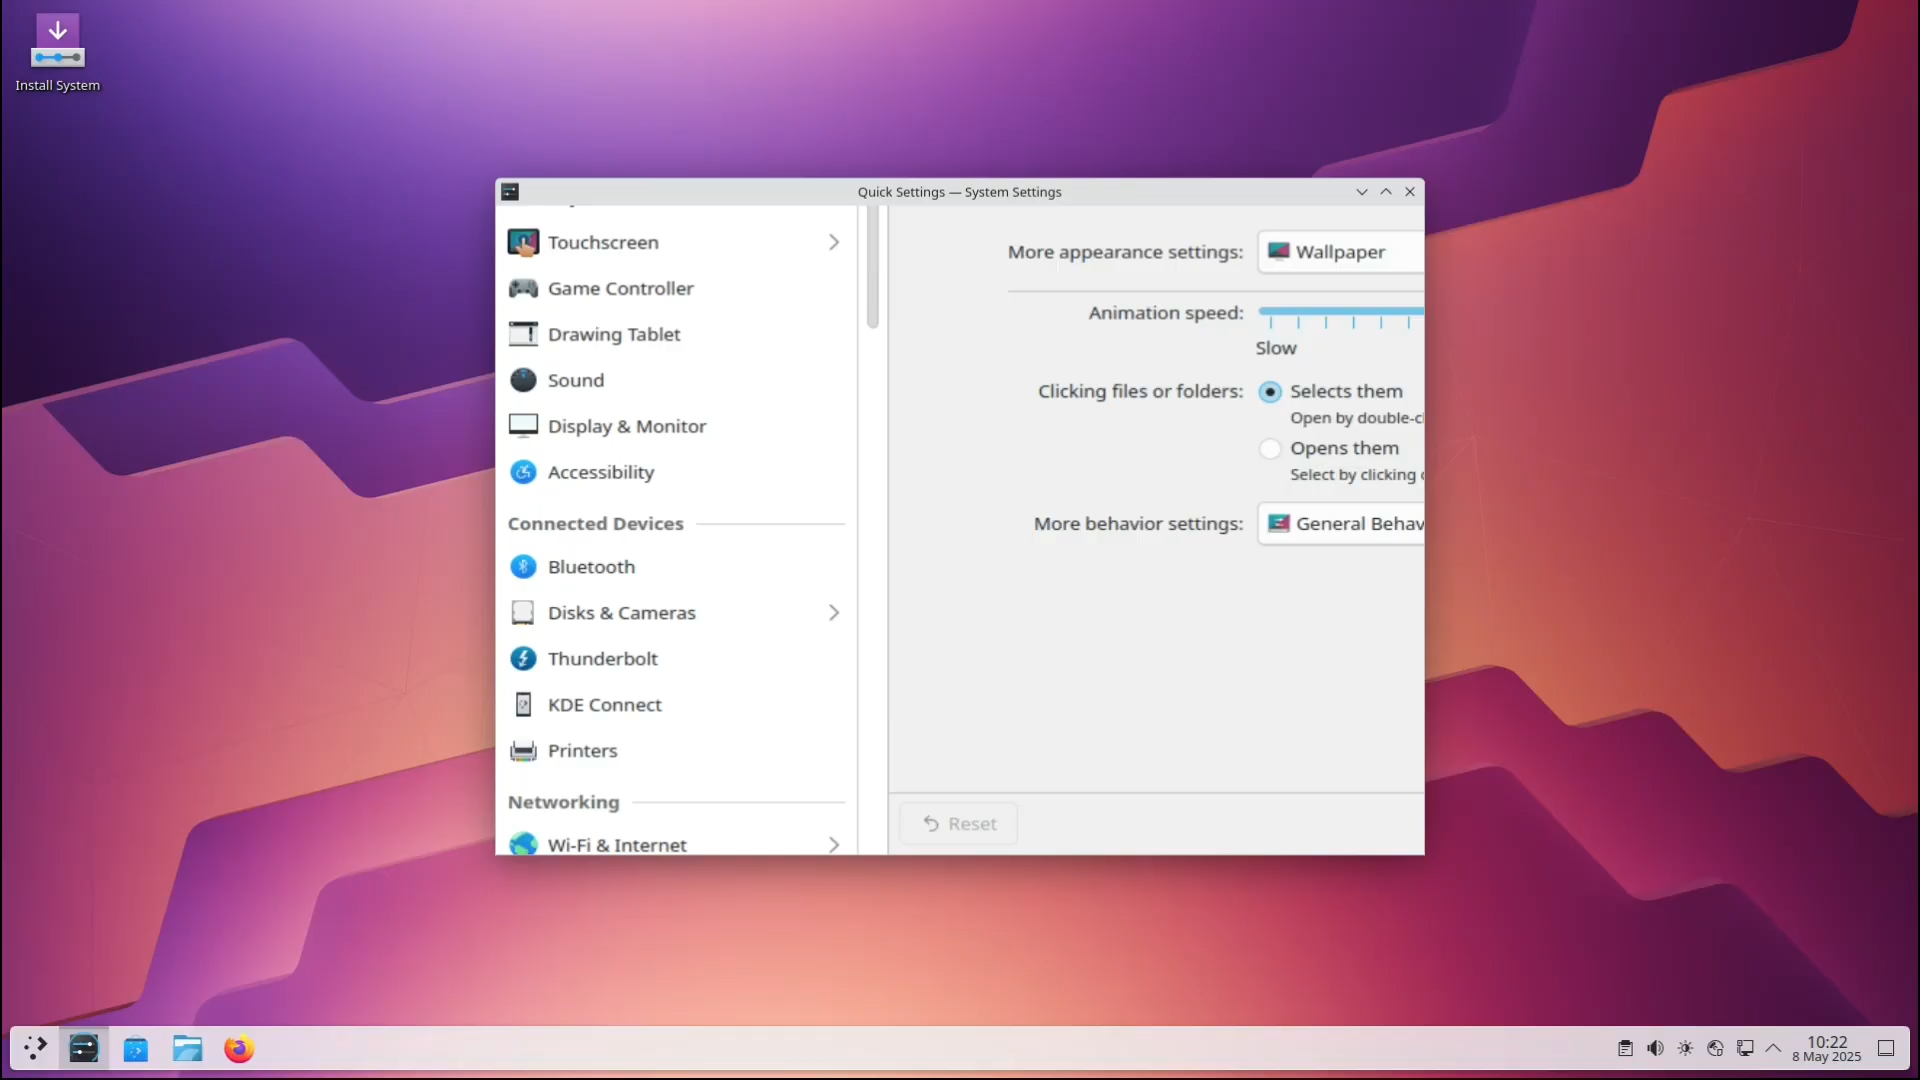 Install System
Quick Settings — System Settings
Touchscreen
Game Controller
Drawing Tablet
Sound
Display & Monitor
Accessibility
Connected Devices
Bluetooth
Disks & Cameras
Thunderbolt
KDE Connect
Printers
Networking
Wi-Fi & Internet
More appearance settings: Wallpaper
Animation speed:
Slow
Clicking files or folders: Selects them
Open by double-cl
Opens them
Select by clicking
More behavior settings: General Behav
Reset
10:22
8 May 2025